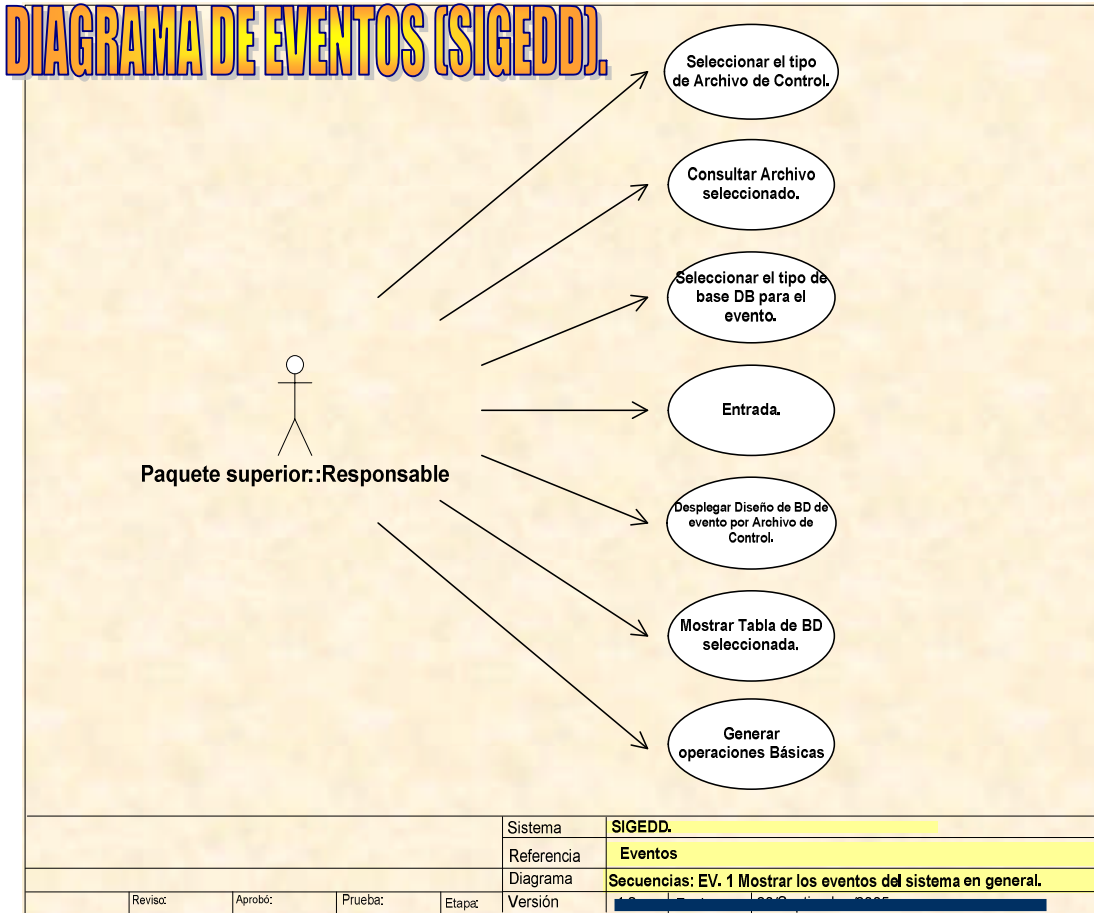 DIAGRAMA DE EVENTOS (SIGEDD).
Seleccionar el tipo
de Archivo de Control.
Consultar Archivo
seleccionado.
Seleccionar el tipo de
base DB para el
evento.
Entrada.
Paquete superior::Responsable
Desplegar Diseño de BD de
evento por Archivo de
Control.
Mostrar Tabla de BD
seleccionada.
Generar
operaciones Básicas
Sistema SIGEDD.
Referencia Eventos
Diagrama Secuencias: EV. 1 Mostrar los eventos del sistema en general.
Reviso: Aprobó: Prueba: Etapa: Versión